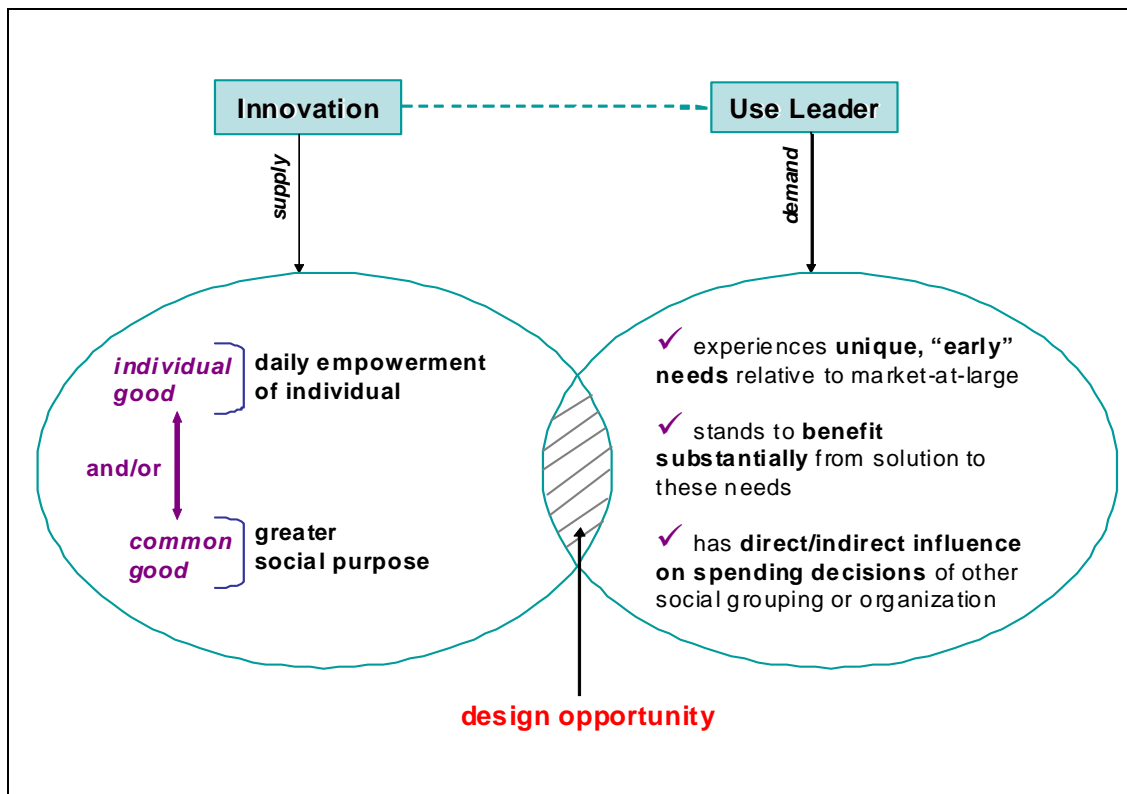 Innovation
Use Leader
supply
demand
individual
good
daily empowerment
of individual
and/or
common
good
greater
social purpose
✓ experiences unique, “early”
needs relative to market-at-large
✓ stands to benefit
substantially from solution to
these needs
✓ has direct/indirect influence
on spending decisions of other
social grouping or organization
design opportunity